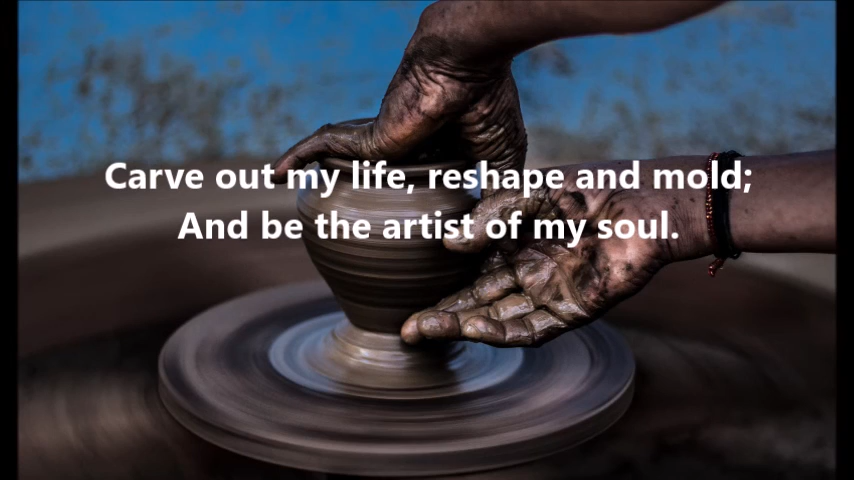 Carve out my life, reshape and mold;
And be the artist of my soul.